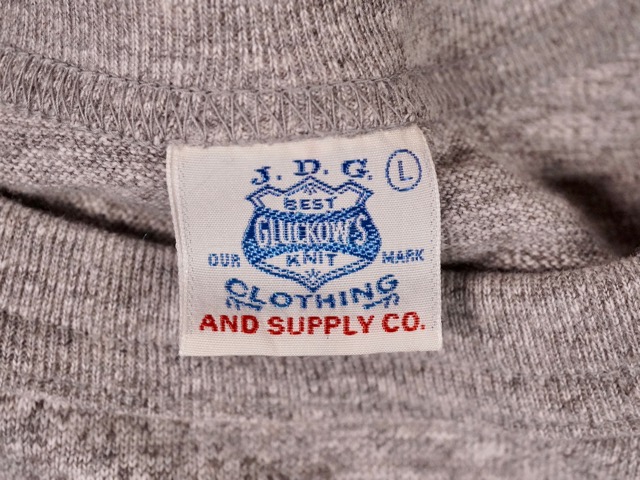 J. D. G.
L
BEST
GLUCKOW'S
OUR KNIT MARK
CLOTHING
AND SUPPLY CO.